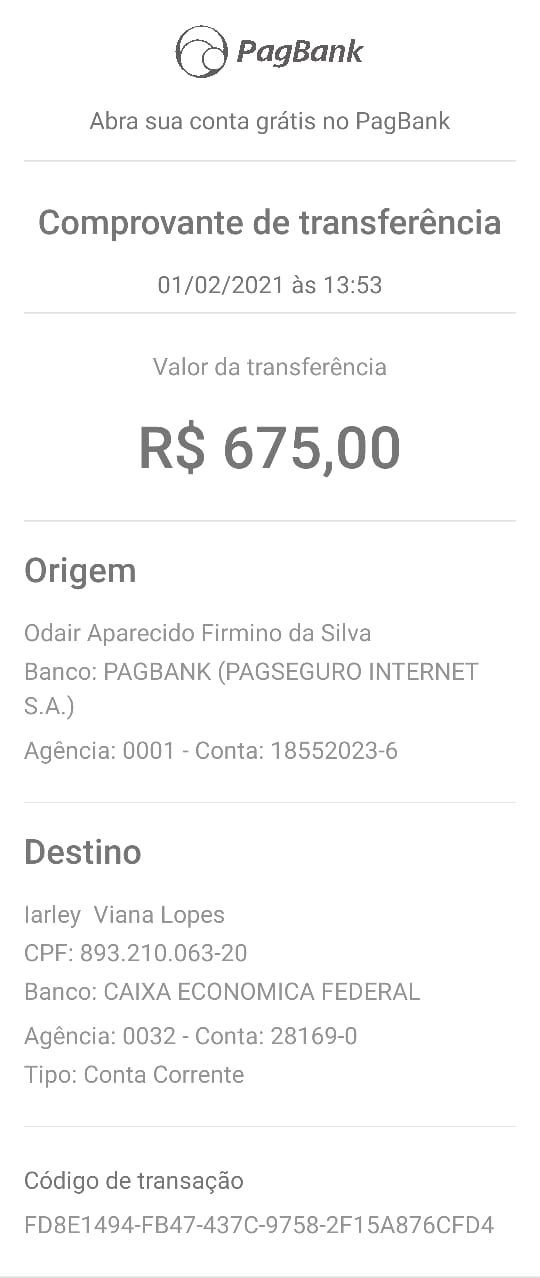 PagBank
Abra sua conta grátis no PagBank
Comprovante de transferência
01/02/2021 às 13:53
Valor da transferência
R$ 675,00
Origem
Odair Aparecido Firmino da Silva
Banco: PAGBANK (PAGSEGURO INTERNET
S.A.)
Agência: 0001 - Conta: 18552023-6
Destino
Iarley  Viana Lopes
CPF: 893.210.063-20
Banco: CAIXA ECONOMICA FEDERAL
Agência: 0032 - Conta: 28169-0
Tipo: Conta Corrente
Código de transação
FD8E1494-FB47-437C-9758-2F15A876CFD4